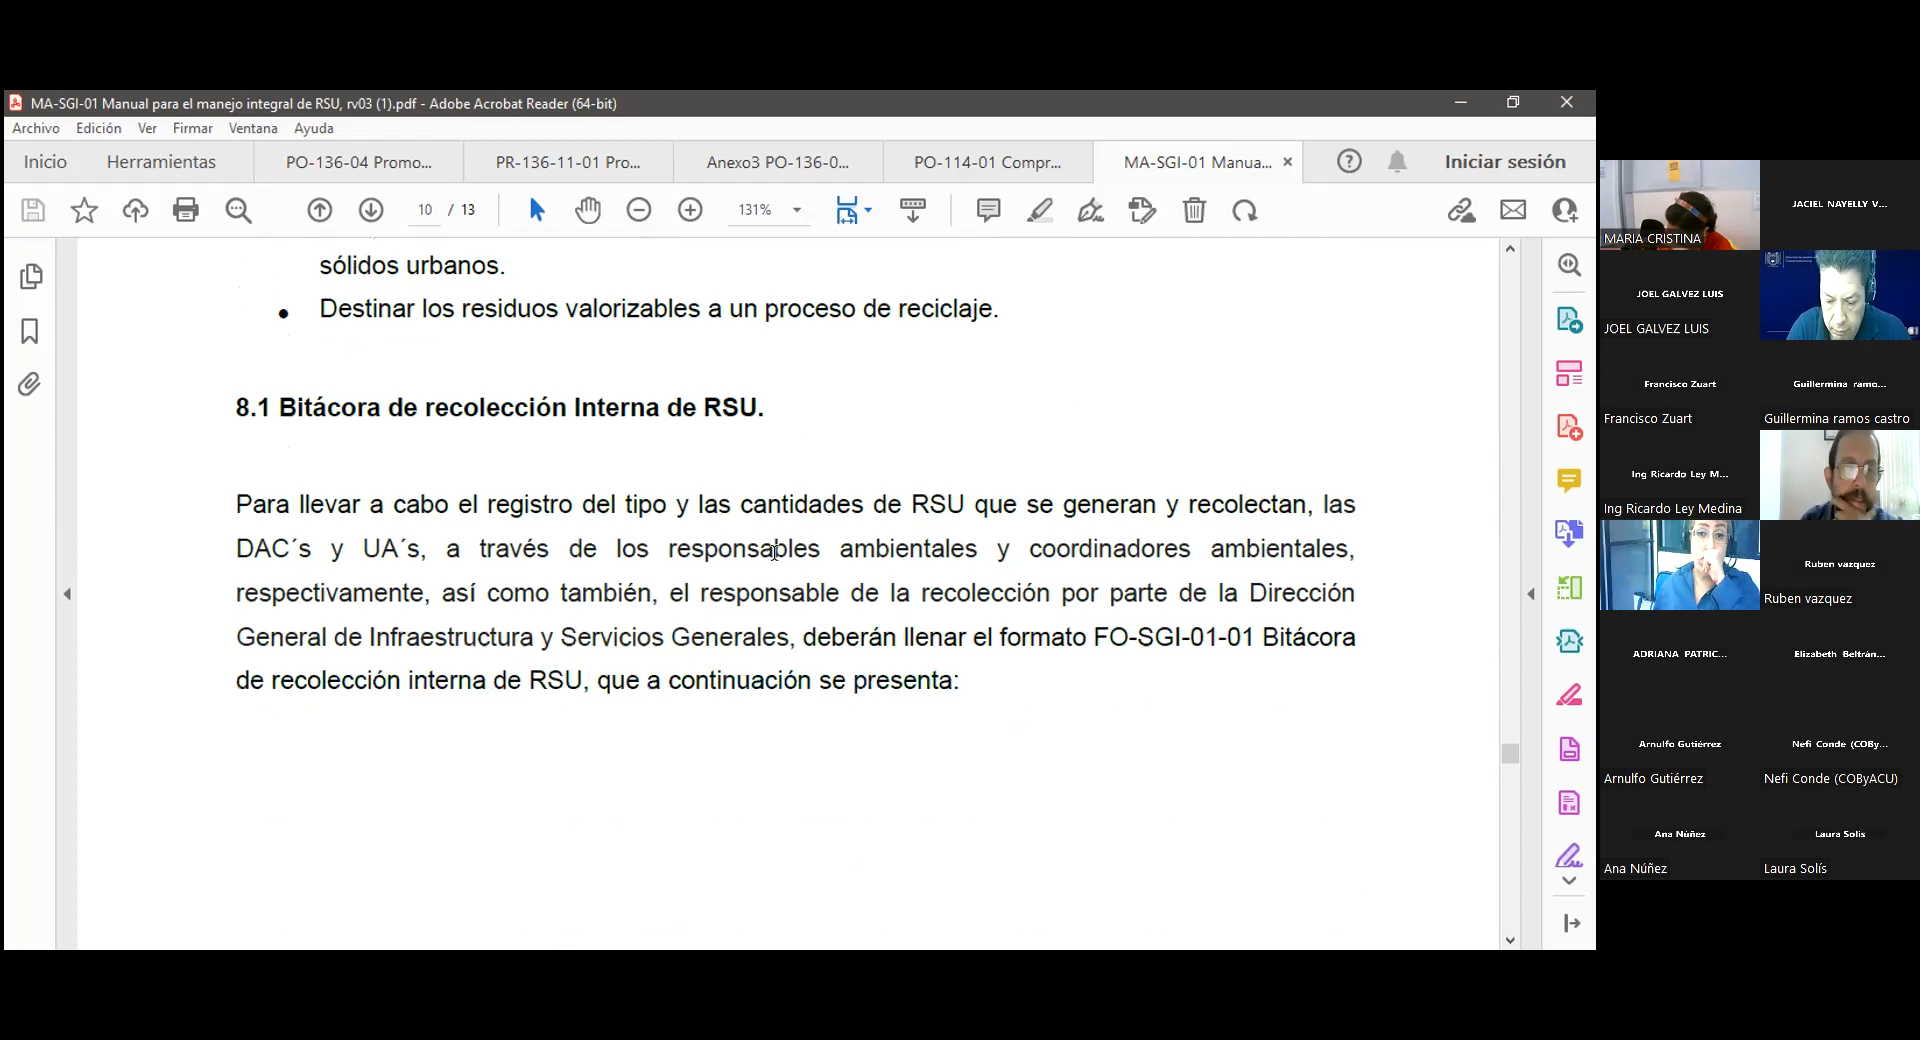 MA-SGI-01 Manual para el manejo integral de RSU, rv03 (1).pdf - Adobe Acrobat Reader (64-bit)
Archivo Edición Ver Firmar Ventana Ayuda
Inicio Herramientas PO-136-04 Promo... PR-136-11-01 Pro... Anexo3 PO-136-0... PO-114-01 Compr... MA-SGI-01 Manua... Iniciar sesión
10 / 13 131%
sólidos urbanos.
• Destinar los residuos valorizables a un proceso de reciclaje.
8.1 Bitácora de recolección Interna de RSU.
Para llevar a cabo el registro del tipo y las cantidades de RSU que se generan y recolectan, las
DAC´s y UA´s, a través de los responsables ambientales y coordinadores ambientales,
respectivamente, así como también, el responsable de la recolección por parte de la Dirección
General de Infraestructura y Servicios Generales, deberán llenar el formato FO-SGI-01-01 Bitácora
de recolección interna de RSU, que a continuación se presenta:
MARIA CRISTINA
JACIEL NAYELLY V...
JOEL GALVEZ LUIS
JOEL GALVEZ LUIS
Francisco Zuart
Francisco Zuart
Guillermina ramo...
Guillermina ramos castro
Ing Ricardo Ley M...
Ing Ricardo Ley Medina
Ruben vazquez
Ruben vazquez
ADRIANA PATRIC...
Elizabeth Beltrán...
Arnulfo Gutiérrez
Arnulfo Gutiérrez
Nefi Conde (COBy...
Nefi Conde (COByACU)
Ana Núñez
Ana Núñez
Laura Solís
Laura Solís